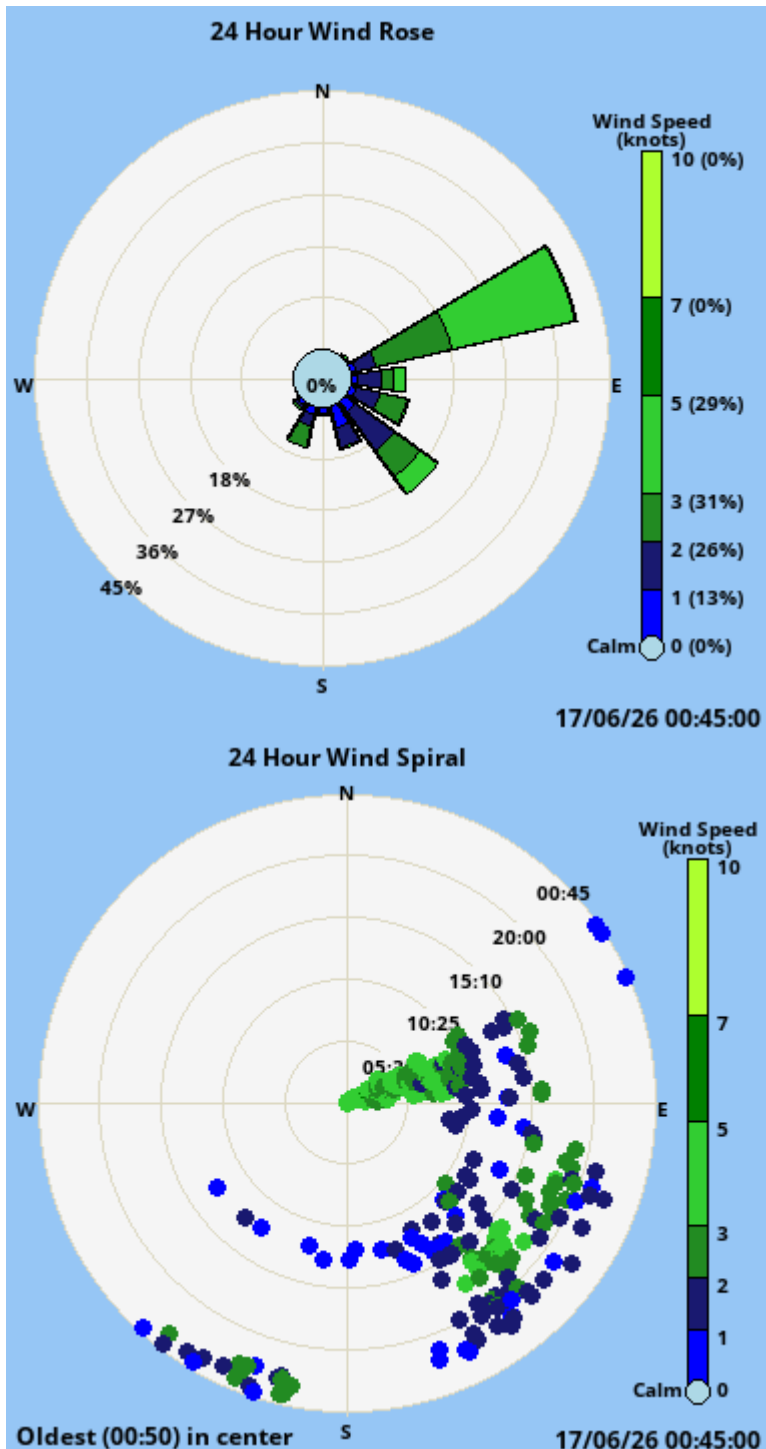 24 Hour Wind Rose
N
Wind Speed
(knots)
10 (0%)
7 (0%)
W
0%
E
5 (29%)
18%
3 (31%)
27%
2 (26%)
36%
1 (13%)
45%
Calm
0 (0%)
S
17/06/26 00:45:00
24 Hour Wind Spiral
N
Wind Speed
(knots)
10
00:45
20:00
15:10
7
10:25
W
E
5
3
2
1
Calm
0
Oldest (00:50) in center
S
17/06/26 00:45:00